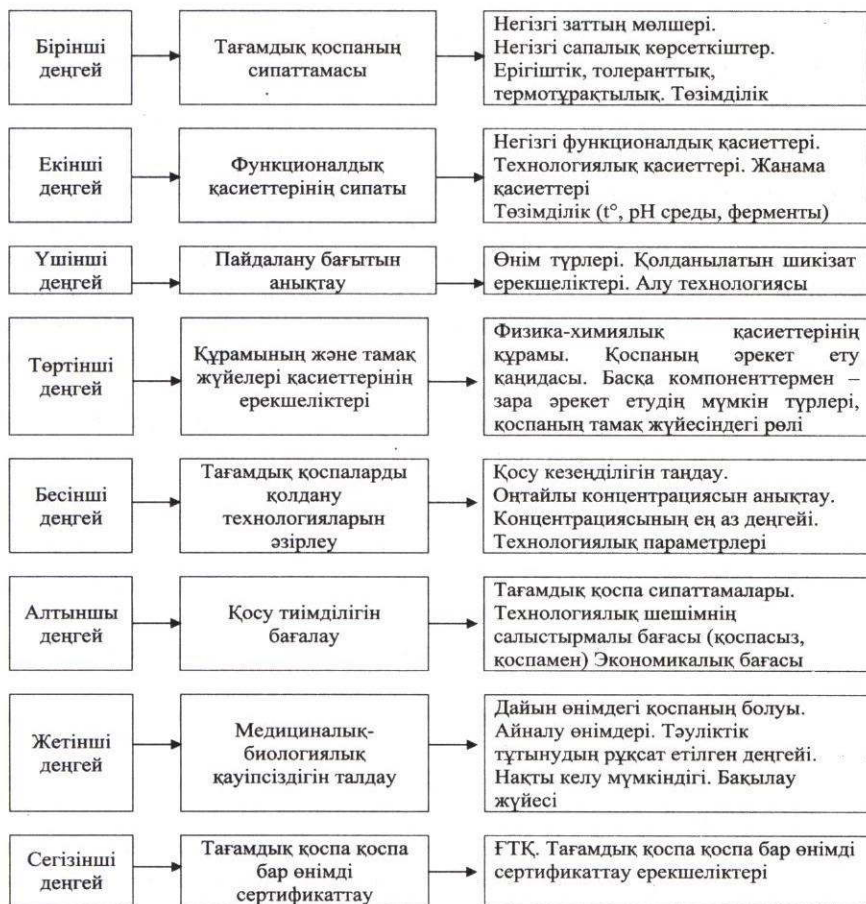 Бірінші
деңгей
Тағамдық қоспаның
сипаттамасы
Негізгі заттың мөлшері.
Негізгі сапалық көрсеткіштер.
Ерігіштік, толеранттық,
термотұрақтылық. Төзімділік
Екінші
деңгей
Функционалдық
қасиеттерінің сипаты
Негізгі функционалдық қасиеттері.
Технологиялық қасиеттері. Жанама
қасиеттері
Төзімділік (t°, pH среды, ферменты)
Үшінші
деңгей
Пайдалану бағытын
анықтау
Өнім түрлері. Қолданылатын шикізат
ерекшеліктері. Алу технологиясы
Төртінші
деңгей
Құрамының және тамақ
жүйелері қасиеттерінің
ерекшеліктері
Физика-химиялық қасиеттерінің
құрамы. Қоспаның әрекет ету
қаңидасы. Басқа компоненттермен –
зара әрекет етудің мүмкін түрлері,
қоспаның тамақ жүйесіндегі рөлі
Бесінші
деңгей
Тағамдық қоспаларды
қолдану
технологияларын
әзірлеу
Қосу кезеңділігін таңдау.
Оңтайлы концентрациясын анықтау.
Концентрациясының ең аз деңгейі.
Технологиялық параметрлері
Алтыншы
деңгей
Қосу тиімділігін
бағалау
Тағамдық қоспа сипаттамалары.
Технологиялық шешімнің
салыстырмалы бағасы (қоспасыз,
қоспамен) Экономикалық бағасы
Жетінші
деңгей
Медициналық-
биологиялық
қауіпсіздігін талдау
Дайын өнімдегі қоспаның болуы.
Айналу өнімдері. Тәуліктік
тұтынудың рұқсат етілген деңгейі.
Нақты келу мүмкіндігі. Бақылау
жүйесі
Сегізінші
деңгей
Тағамдық қоспа қоспа
бар өнімді
сертификаттау
ҒТҚ. Тағамдық қоспа қоспа бар өнімді
сертификаттау ерекшеліктері